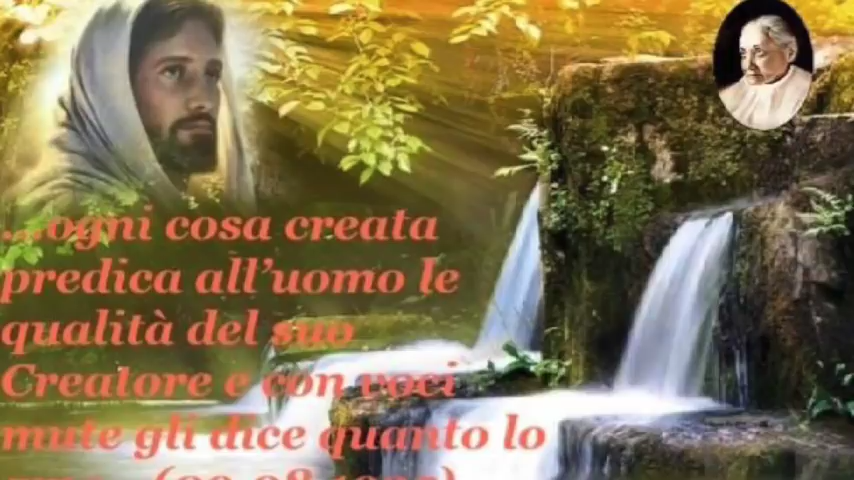 ...ogni cosa creata
predica all'uomo le
qualità del suo
Creatore e con voci
mute gli dice quanto lo